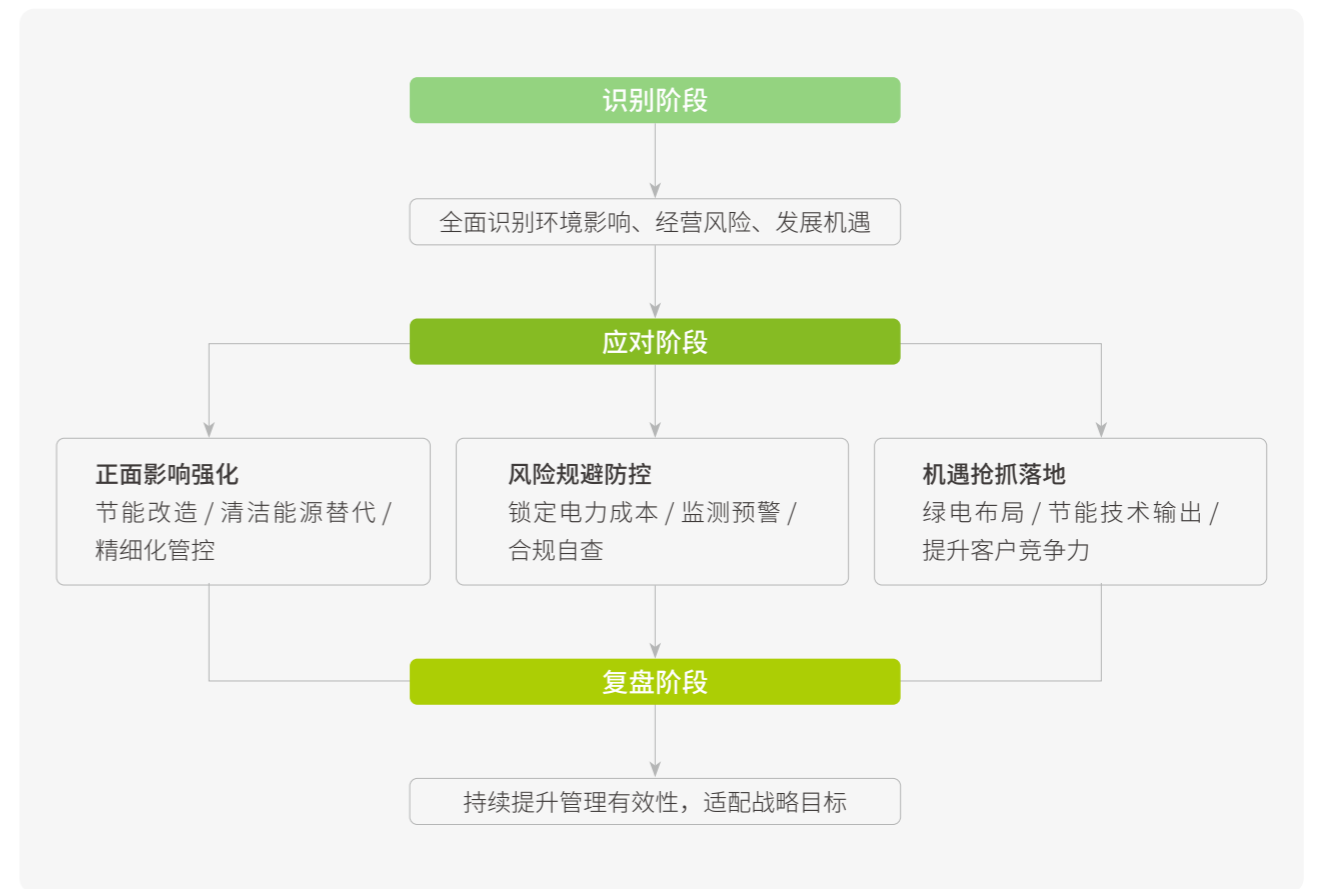 识别阶段
全面识别环境影响、经营风险、发展机遇
应对阶段
正面影响强化
节能改造 / 清洁能源替代 /
精细化管控
风险规避防控
锁定电力成本 / 监测预警 /
合规自查
机遇抢抓落地
绿电布局 / 节能技术输出 /
提升客户竞争力
复盘阶段
持续提升管理有效性，适配战略目标